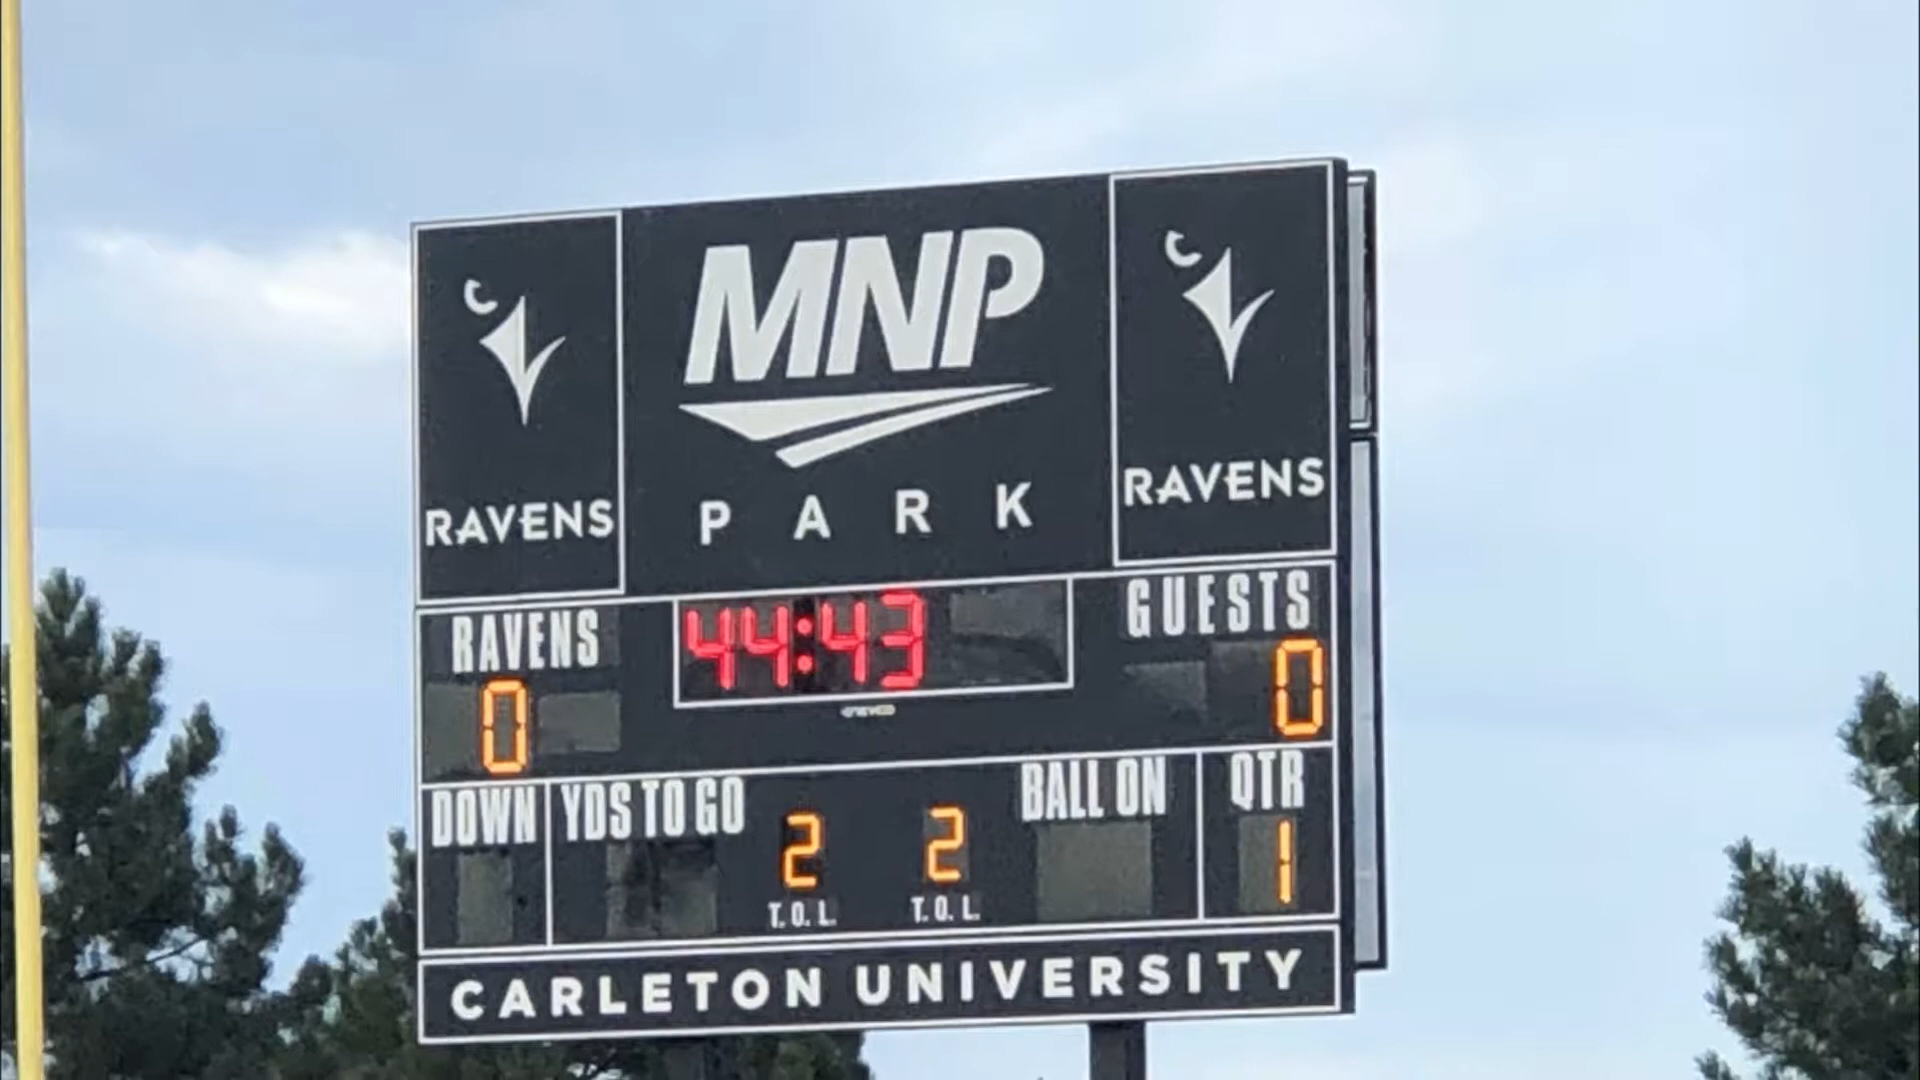 MNP
PARK
RAVENS
RAVENS
RAVENS
44:43
GUESTS
0
0
DOWN
YDS TO GO
2
T.O.L.
2
T.O.L.
BALL ON
QTR
1
CARLETON UNIVERSITY